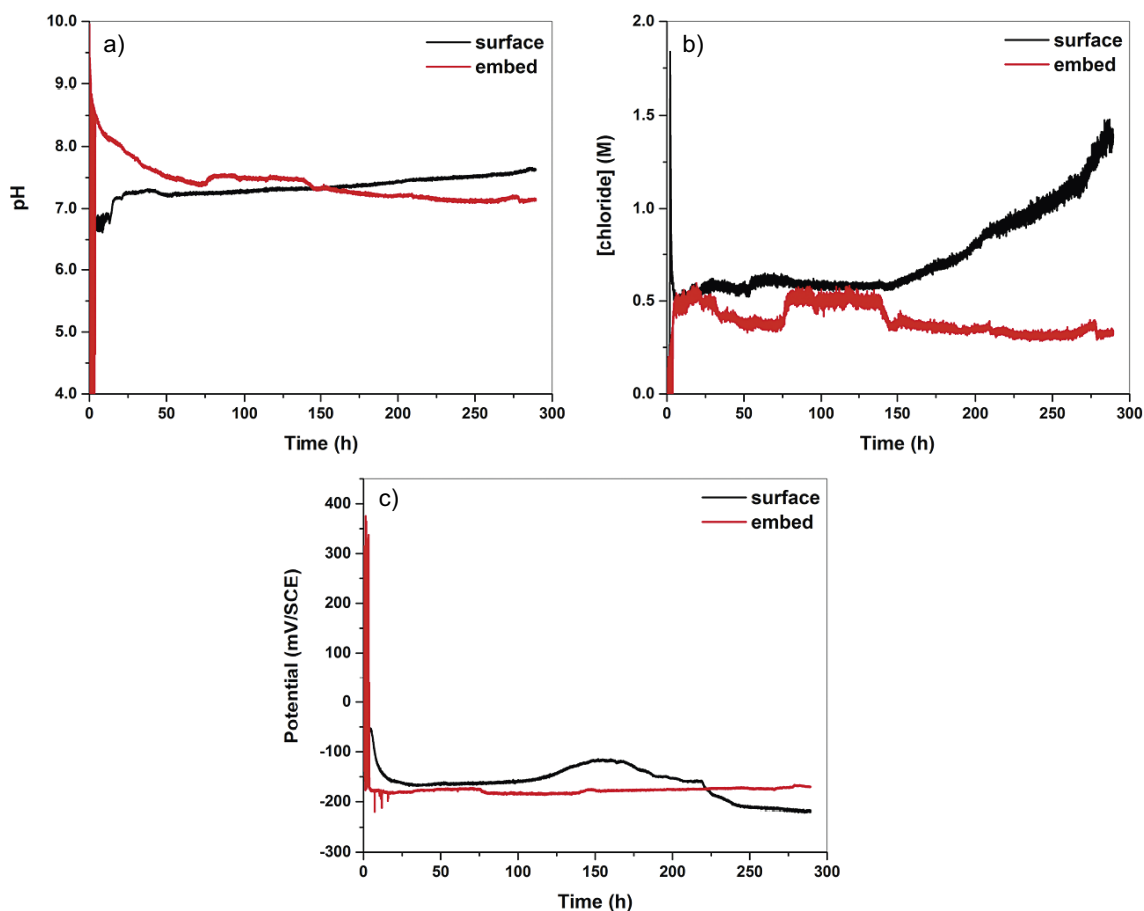 a)
surface
embed
10.0
9.0
8.0
7.0
6.0
5.0
4.0
pH
0 50 100 150 200 250 300
Time (h)
b)
surface
embed
2.0
1.5
1.0
0.5
0.0
[chloride] (M)
0 50 100 150 200 250 300
Time (h)
c)
surface
embed
400
300
200
100
0
-100
-200
-300
Potential (mV/SCE)
0 50 100 150 200 250 300
Time (h)